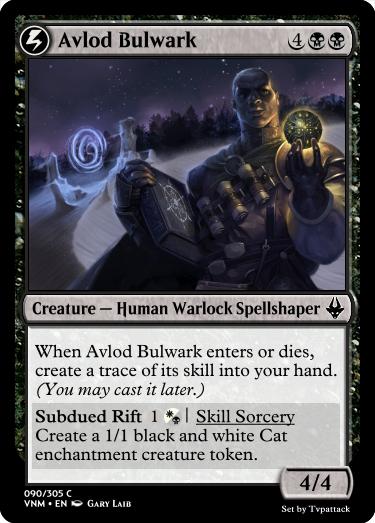 Avlod Bulwark 4
Creature — Human Warlock Spellshaper
When Avlod Bulwark enters or dies,
create a trace of its skill into your hand.
(You may cast it later.)
Subdued Rift 1 | Skill Sorcery
Create a 1/1 black and white Cat
enchantment creature token.
4/4
090/305 C
VNM • EN Gary Laib
Set by Tvpattack